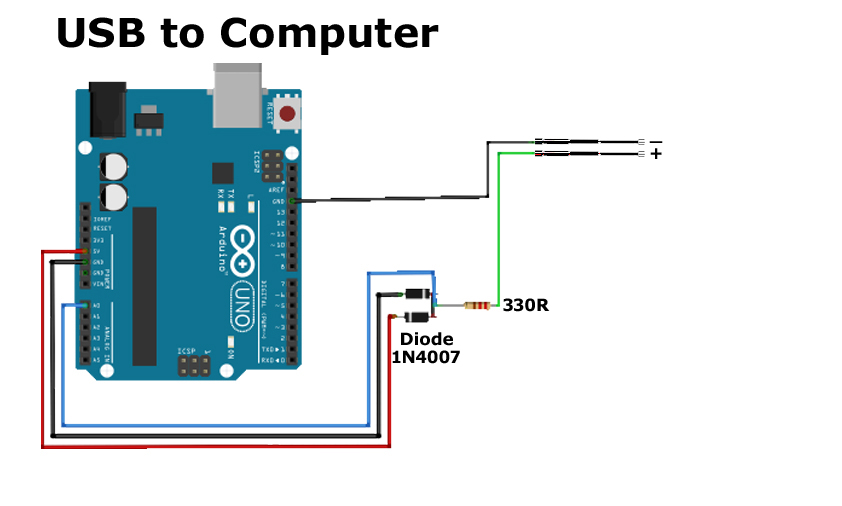 USB to Computer
RESET
ICSP2
AREF
GND
13
12
~11
~10
~9
8
RX
TX
L
IOREF
RESET
3V3
5V
GND
GND
VIN
POWER
Arduino
UNO
DIGITAL (PWM~)
7
~6
~5
4
~3
2
TXD▸1
RXD◂0
A0
A1
A2
A3
A4
A5
ANALOG IN
ICSP
ON
–
+
330R
Diode
1N4007